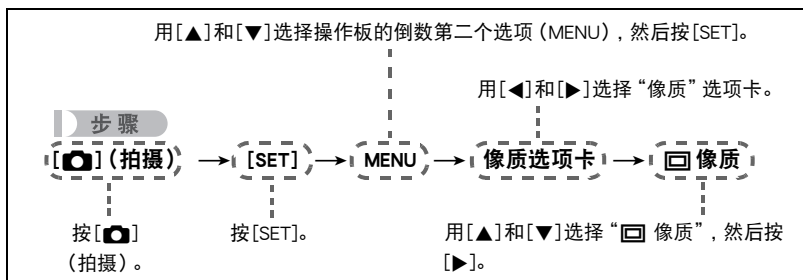 用[▲]和[▼]选择操作板的倒数第二个选项（MENU），然后按[SET]。
用[◀]和[▶]选择“像质”选项卡。
步骤
[📷]（拍摄） → [SET] → MENU → 像质选项卡 → 像质
按[📷]
（拍摄）。
按[SET]。
用[▲]和[▼]选择“ 像质”，然后按
[▶]。